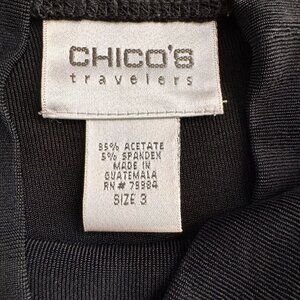 CHICO'S
travelers
95% ACETATE
5% SPANDEX
MADE IN
GUATEMALA
RN# 79984
SIZE 3